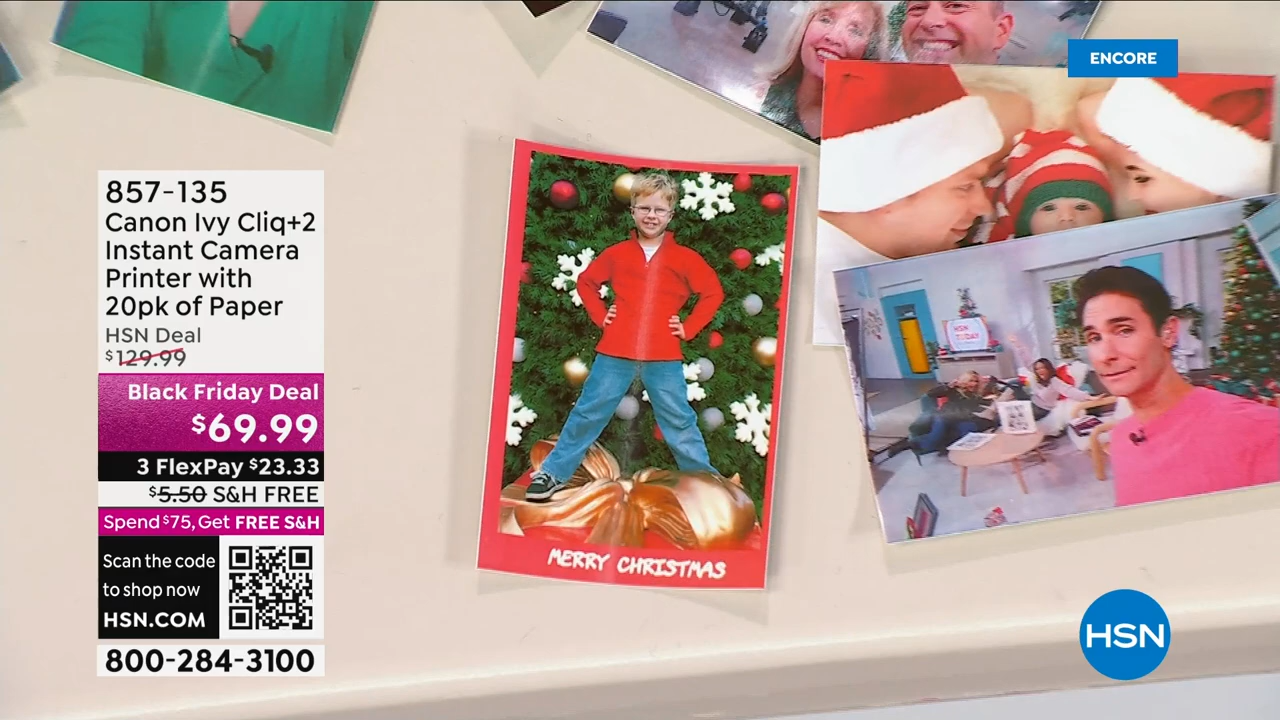 ENCORE
857-135
Canon Ivy Cliq+2
Instant Camera
Printer with
20pk of Paper
HSN Deal
$129.99
Black Friday Deal
$69.99
3 FlexPay $23.33
$5.50 S&H FREE
Spend $75, Get FREE S&H
Scan the code
to shop now
HSN.COM
800-284-3100
MERRY CHRISTMAS
HSN
TODAY
HSN